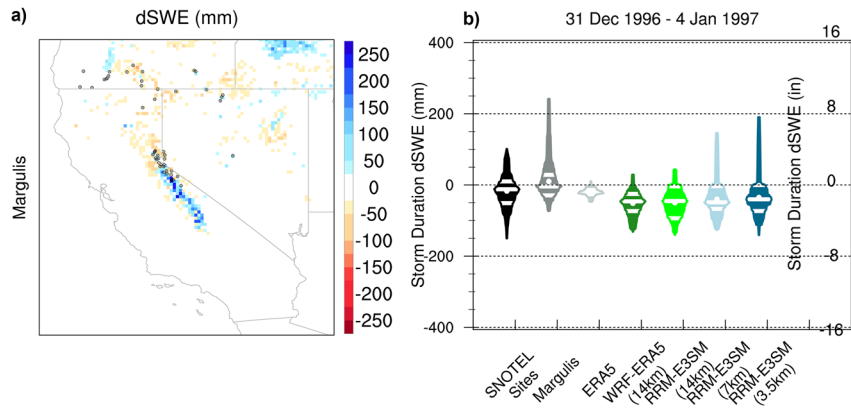 a)
dSWE (mm)
Margulis
250
200
150
100
50
0
-50
-100
-150
-200
-250
b)
31 Dec 1996 - 4 Jan 1997
Storm Duration dSWE (mm)
400
200
0
-200
-400
Storm Duration dSWE (in)
16
8
0
-8
-16
SNOTEL
Sites
Margulis
ERA5
WRF-ERA5
(14km)
RRM-E3SM
(14km)
RRM-E3SM
(7km)
RRM-E3SM
(3.5km)